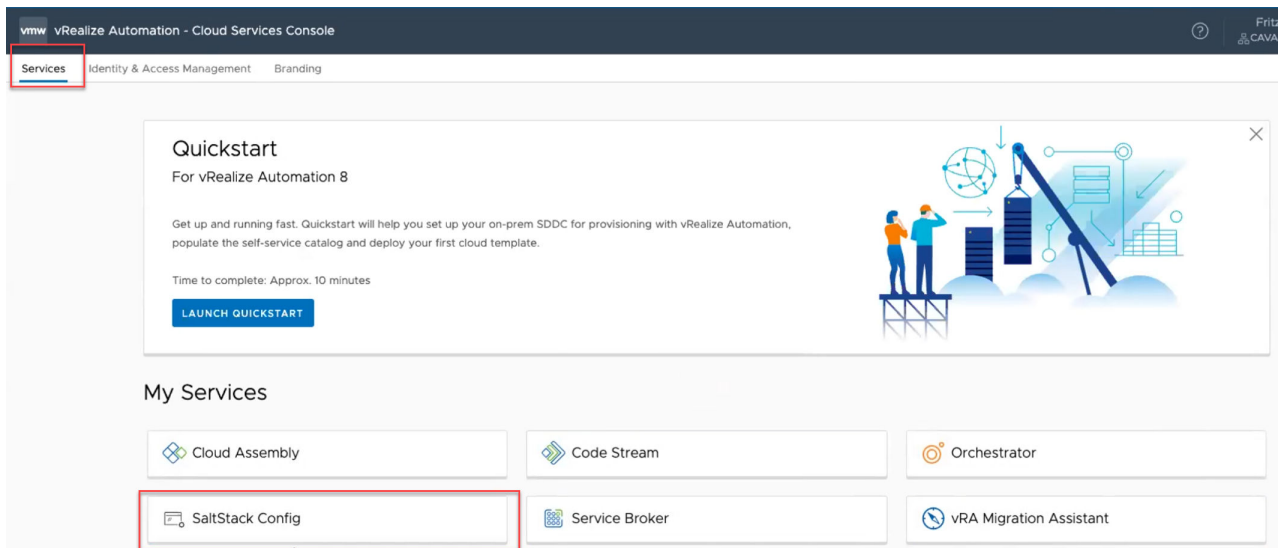 vmw vRealize Automation - Cloud Services Console
Fritz
CAVA
Services Identity & Access Management Branding
Quickstart
For vRealize Automation 8
Get up and running fast. Quickstart will help you set up your on-prem SDDC for provisioning with vRealize Automation,
populate the self-service catalog and deploy your first cloud template.
Time to complete: Approx. 10 minutes
LAUNCH QUICKSTART
My Services
Cloud Assembly
Code Stream
Orchestrator
SaltStack Config
Service Broker
vRA Migration Assistant